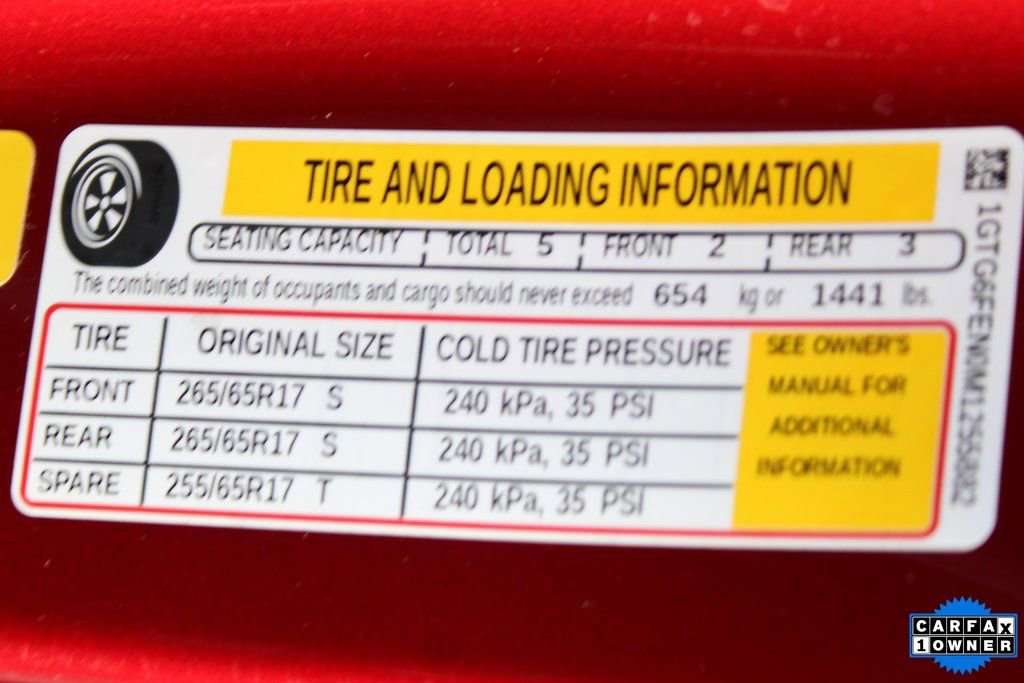 TIRE AND LOADING INFORMATION
SEATING CAPACITY TOTAL 5 FRONT 2 REAR 3
The combined weight of occupants and cargo should never exceed 654 kg or 1441 lbs.
TIRE ORIGINAL SIZE COLD TIRE PRESSURE
FRONT 265/65R17 S 240 kPa, 35 PSI
REAR 265/65R17 S 240 kPa, 35 PSI
SPARE 255/65R17 T 240 kPa, 35 PSI
SEE OWNER'S
MANUAL FOR
ADDITIONAL
INFORMATION
CARFAX
1 OWNER